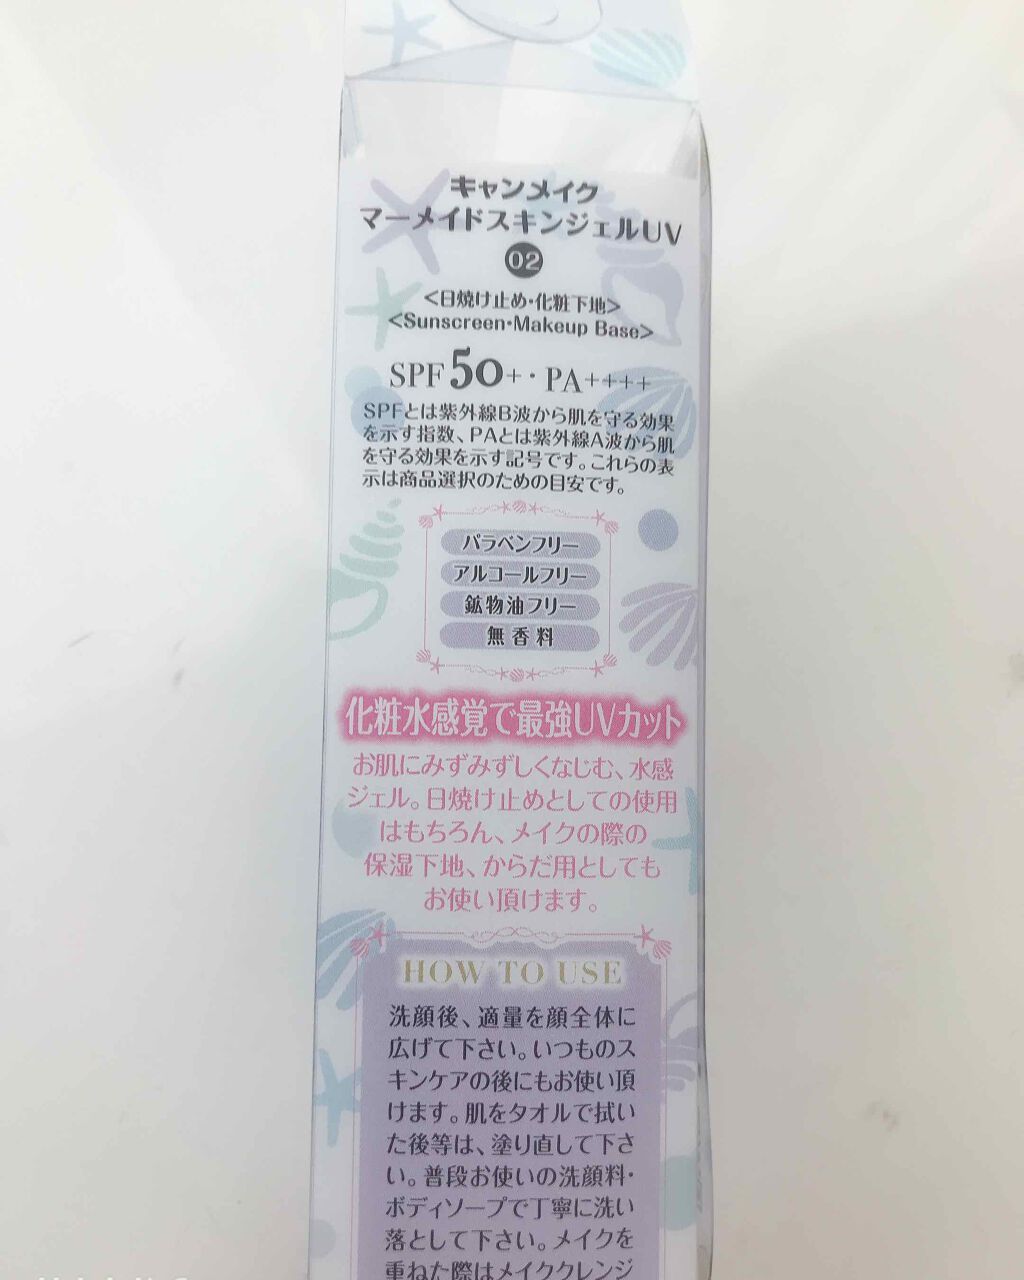 キャンメイク
マーメイドスキンジェルUV
02
<日焼け止め・化粧下地>
<Sunscreen・Makeup Base>
SPF50+・PA++++
SPFとは紫外線B波から肌を守る効果
を示す指数、PAとは紫外線A波から肌
を守る効果を示す記号です。これらの表
示は商品選択のための目安です。
パラベンフリー
アルコールフリー
鉱物油フリー
無香料
化粧水感覚で最強UVカット
お肌にみずみずしくなじむ、水感
ジェル。日焼け止めとしての使用
はもちろん、メイクの際の
保湿下地、からだ用としても
お使い頂けます。
HOW TO USE
洗顔後、適量を顔全体に
広げて下さい。いつものス
キンケアの後にもお使い頂
けます。肌をタオルで拭い
た後等は、塗り直して下さ
い。普段お使いの洗顔料・
ボディソープで丁寧に洗い
落として下さい。メイクを
重ねた際はメイククレンジ